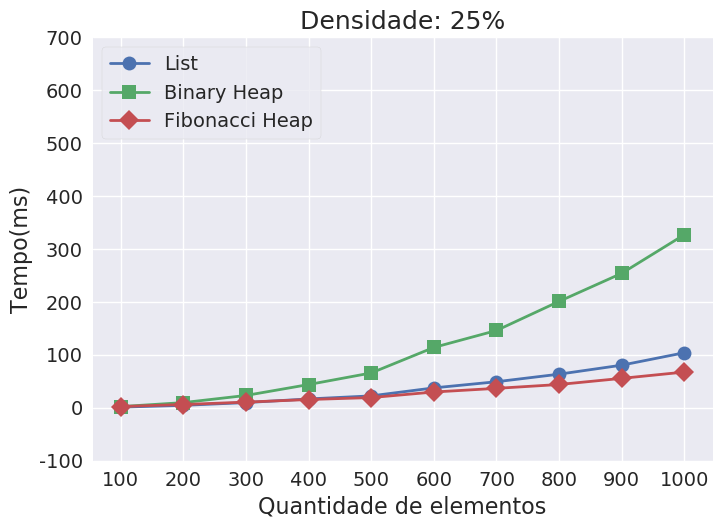 Densidade: 25%
700
600
500
400
300
200
100
0
-100
Tempo(ms)
List
Binary Heap
Fibonacci Heap
100 200 300 400 500 600 700 800 900 1000
Quantidade de elementos